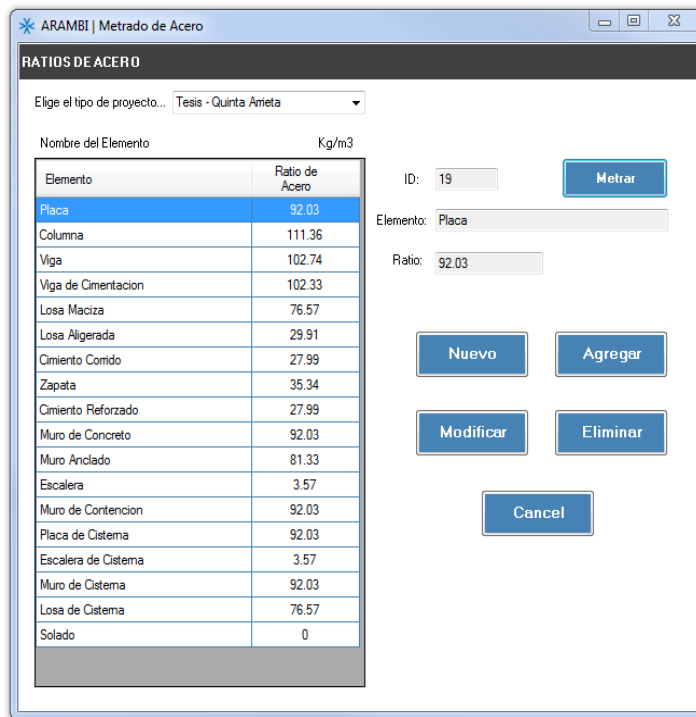 ARAMBI | Metrado de Acero
RATIOS DE ACERO
Elige el tipo de proyecto... Tesis - Quinta Arrieta
Nombre del Elemento Kg/m3
Elemento Ratio de Acero
Placa 92.03
Columna 111.36
Viga 102.74
Viga de Cimentacion 102.33
Losa Maciza 76.57
Losa Aligerada 29.91
Cimiento Corrido 27.99
Zapata 35.34
Cimiento Reforzado 27.99
Muro de Concreto 92.03
Muro Anclado 81.33
Escalera 3.57
Muro de Contencion 92.03
Placa de Cisterna 92.03
Escalera de Cisterna 3.57
Muro de Cisterna 92.03
Losa de Cisterna 76.57
Solado 0
ID: 19 Metrar
Elemento: Placa
Ratio: 92.03
Nuevo Agregar
Modificar Eliminar
Cancel